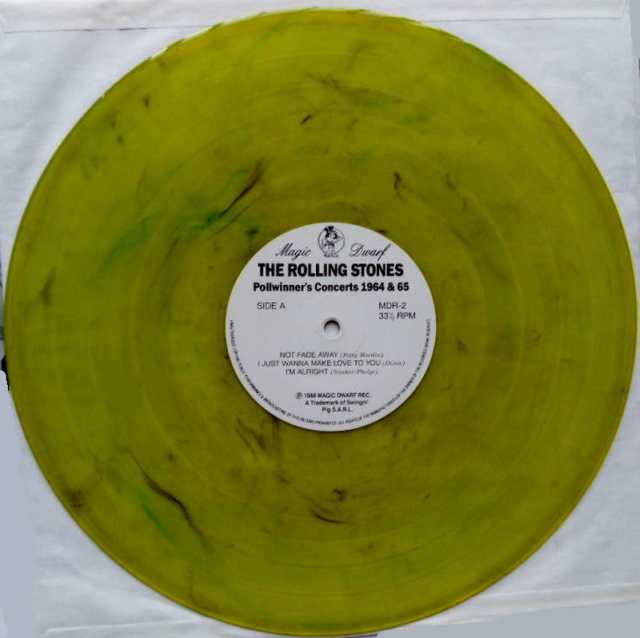 Magic Dwarf
THE ROLLING STONES
Pollwinner's Concerts 1964 & 65
SIDE A
MDR-2
33⅓ RPM
NOT FADE AWAY (Petty-Hardin)
I JUST WANNA MAKE LOVE TO YOU (Dixon)
I'M ALRIGHT (Nanker-Phelge)
Ⓟ 1988 MAGIC DWARF REC.
A Trademark of Swingin'
Pig S.A.R.L.